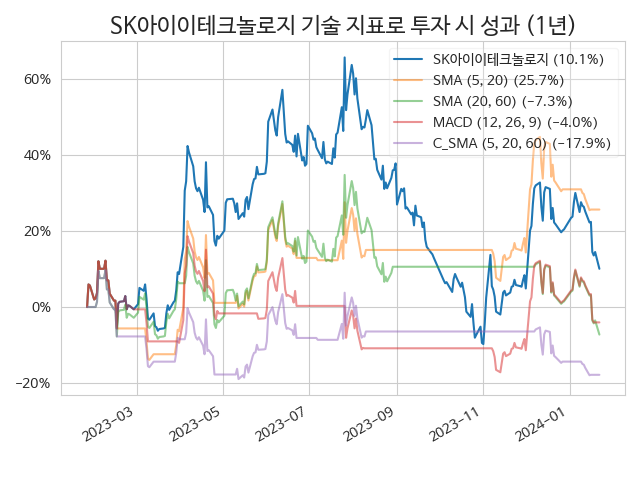 SK아이이테크놀로지 기술 지표로 투자 시 성과 (1년)
SK아이이테크놀로지 (10.1%)
SMA (5, 20) (25.7%)
SMA (20, 60) (−7.3%)
MACD (12, 26, 9) (−4.0%)
C_SMA (5, 20, 60) (−17.9%)
60%
40%
20%
0%
−20%
2023−03
2023−05
2023−07
2023−09
2023−11
2024−01